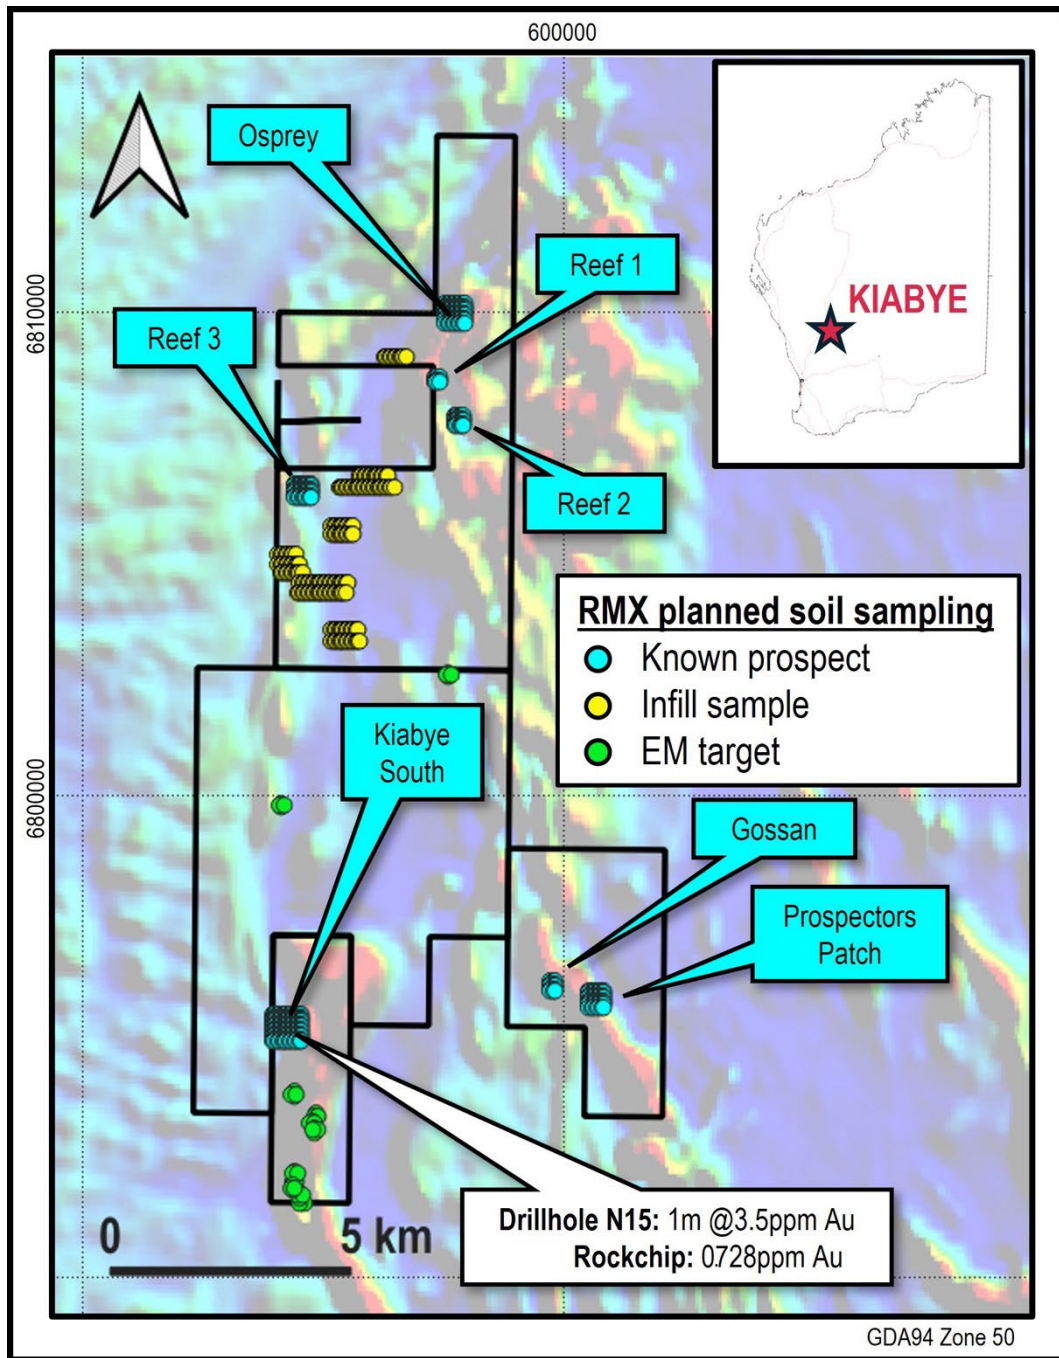 600000
Osprey
Reef 1
KIABYE
6810000
Reef 3
Reef 2
RMX planned soil sampling
Known prospect
Infill sample
EM target
Kiabye
South
6800000
Gossan
Prospectors
Patch
Drillhole N15: 1m @3.5ppm Au
Rockchip: 0.728ppm Au
0 5 km
GDA94 Zone 50